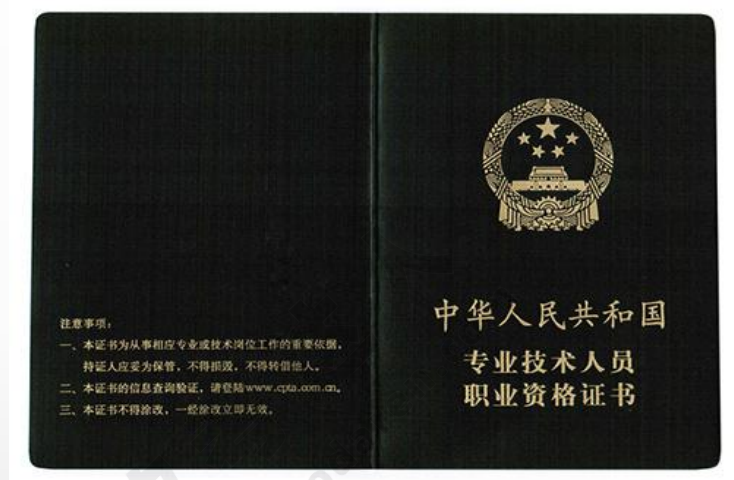 注意事项：
一、本证书为从事相应专业或技术岗位工作的重要依据，
持证人应妥为保管，不得损毁，不得转借他人。
二、本证书的信息查询验证，请登陆www.cpta.com.cn。
三、本证书不得涂改，一经涂改立即无效。
中华人民共和国
专业技术人员
职业资格证书